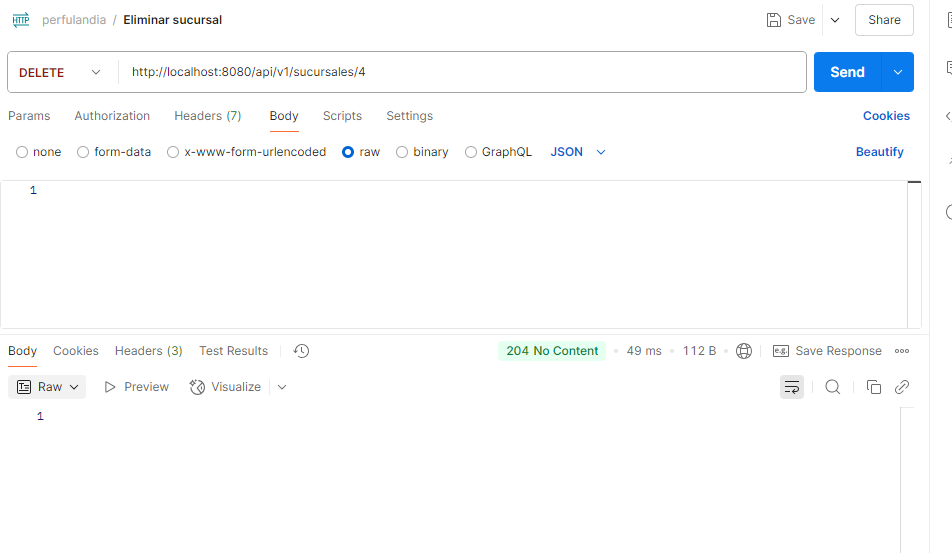 HTTP perfulandia / Eliminar sucursal Save Share
DELETE http://localhost:8080/api/v1/sucursales/4 Send
Params Authorization Headers (7) Body Scripts Settings Cookies
none form-data x-www-form-urlencoded raw binary GraphQL JSON Beautify
1
Body Cookies Headers (3) Test Results 204 No Content 49 ms 112 B e.g. Save Response
Raw Preview Visualize
1